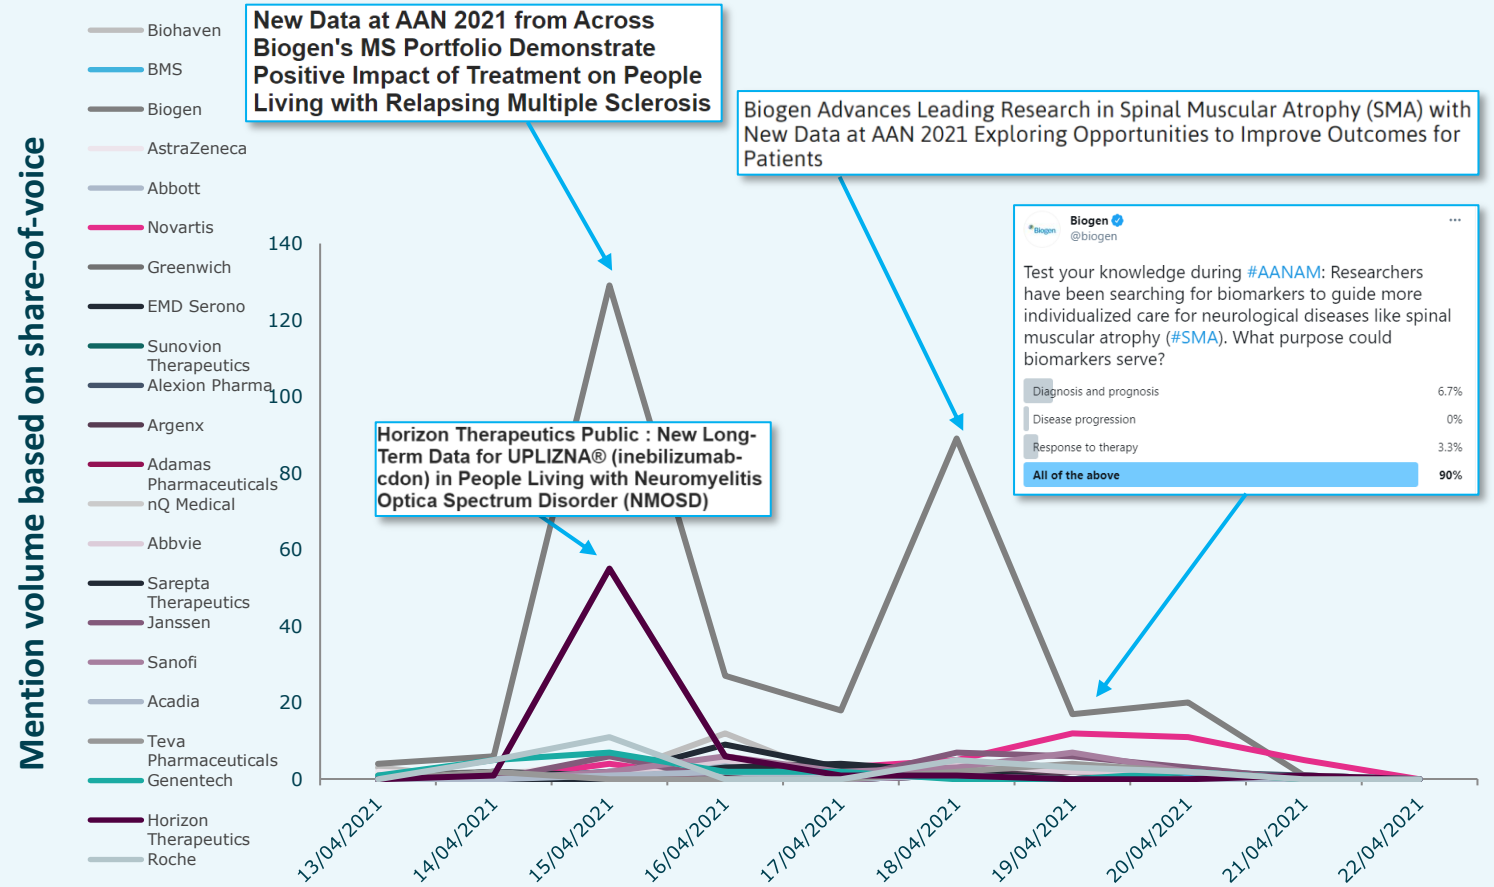 Mention volume based on share-of-voice
Biohaven
BMS
Biogen
AstraZeneca
Abbott
Novartis
Greenwich
EMD Serono
Sunovion
Therapeutics
Alexion Pharma
Argenx
Adamas
Pharmaceuticals
nQ Medical
Abbvie
Sarepta
Therapeutics
Janssen
Sanofi
Acadia
Teva
Pharmaceuticals
Genentech
Horizon
Therapeutics
Roche
New Data at AAN 2021 from Across
Biogen's MS Portfolio Demonstrate
Positive Impact of Treatment on People
Living with Relapsing Multiple Sclerosis
Biogen Advances Leading Research in Spinal Muscular Atrophy (SMA) with
New Data at AAN 2021 Exploring Opportunities to Improve Outcomes for
Patients
Biogen
Biogen
@biogen
Test your knowledge during #AANAM: Researchers
have been searching for biomarkers to guide more
individualized care for neurological diseases like spinal
muscular atrophy (#SMA). What purpose could
biomarkers serve?
Diagnosis and prognosis 6.7%
Disease progression 0%
Response to therapy 3.3%
All of the above 90%
Horizon Therapeutics Public : New Long-
Term Data for UPLIZNA® (inebilizumab-
cdon) in People Living with Neuromyelitis
Optica Spectrum Disorder (NMOSD)
140
120
100
80
60
40
20
0
13/04/2021
14/04/2021
15/04/2021
16/04/2021
17/04/2021
18/04/2021
19/04/2021
20/04/2021
21/04/2021
22/04/2021